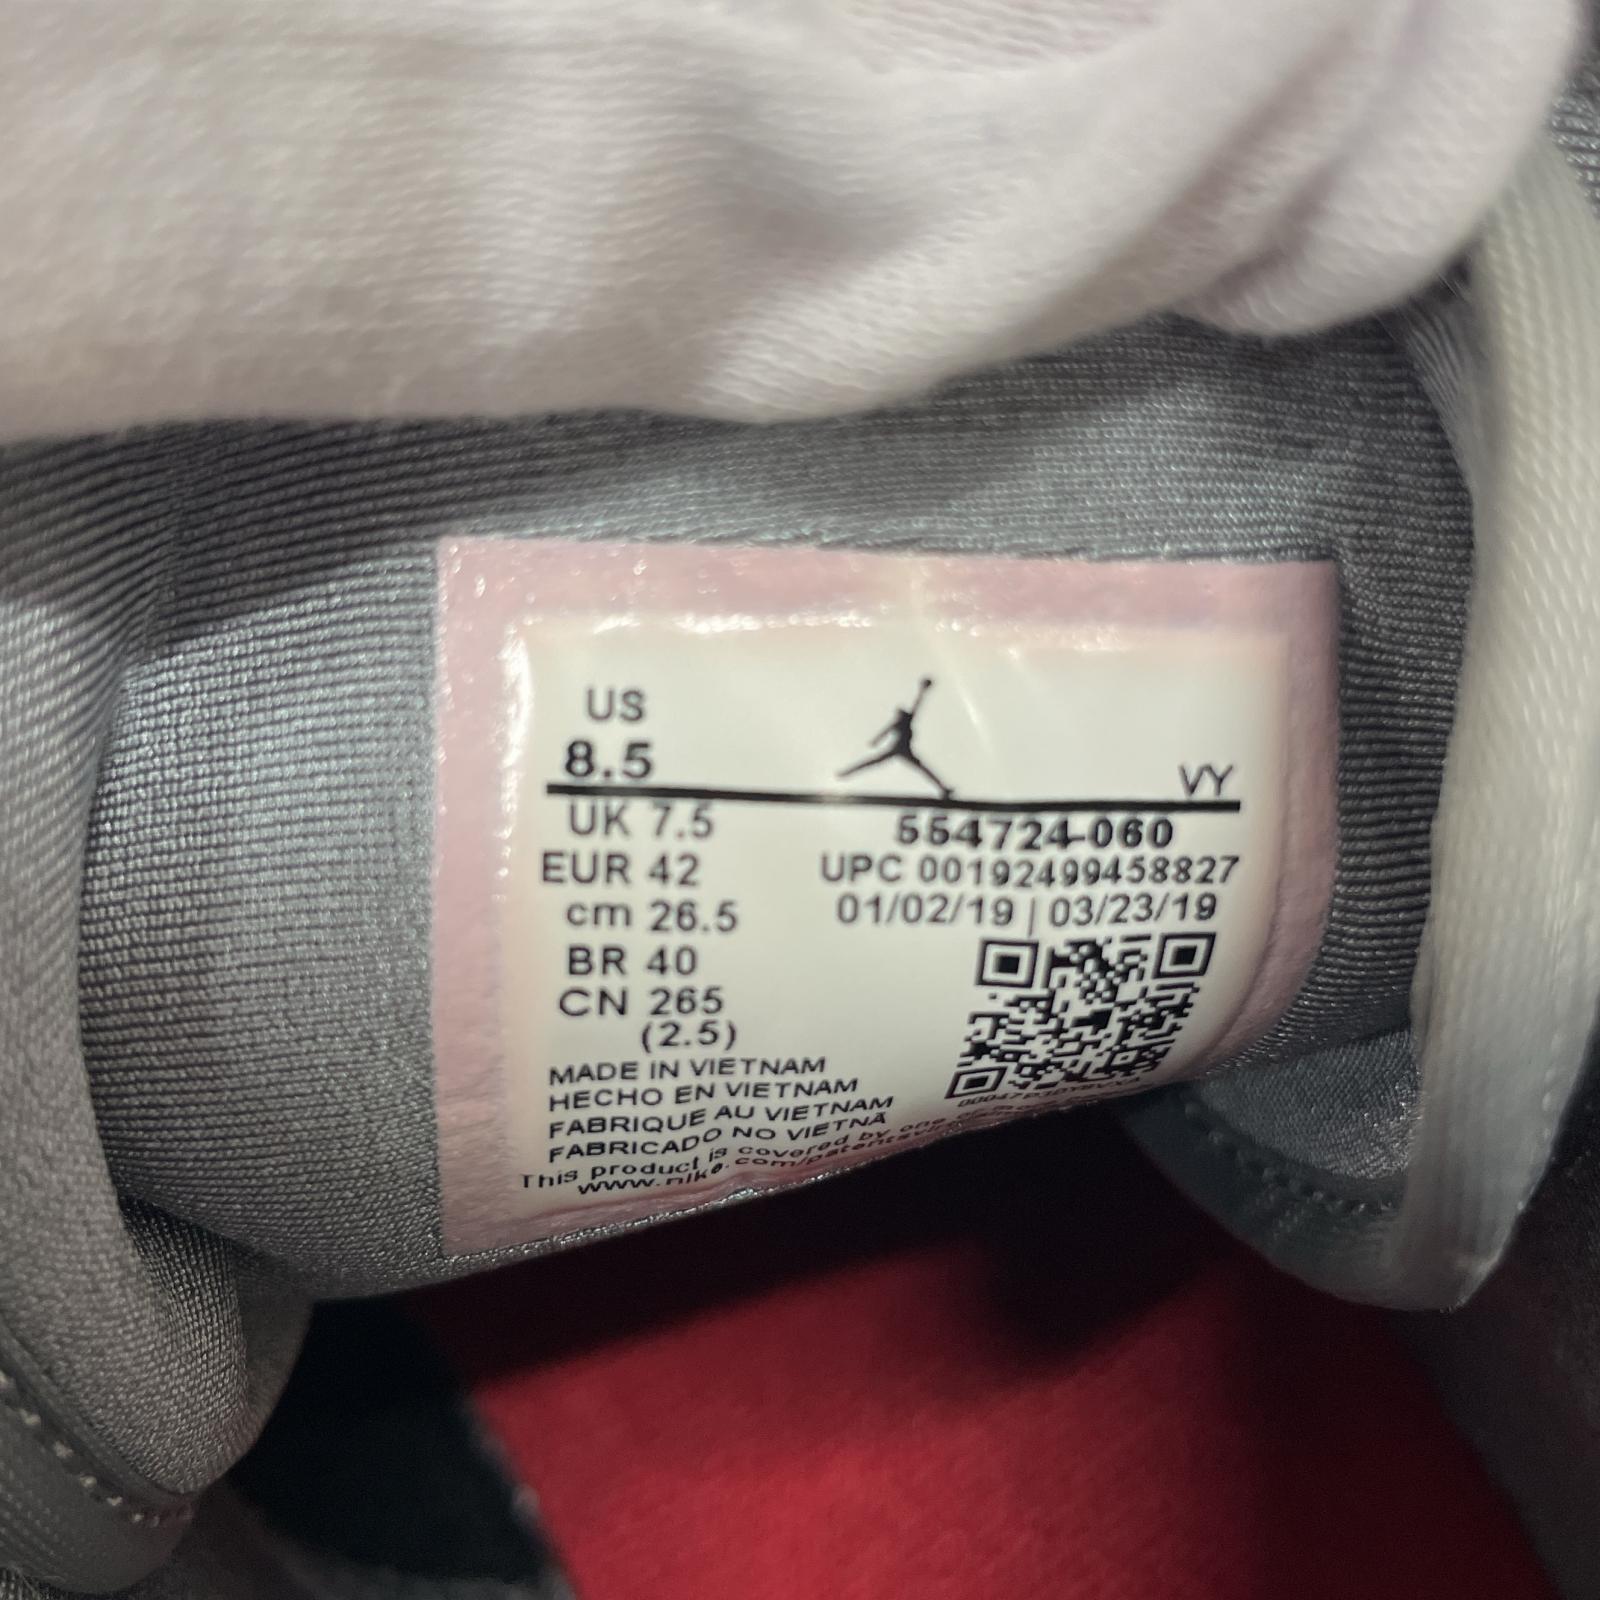 US
8.5
VY
UK 7.5
554724-060
EUR 42
UPC 00192499458827
cm 26.5
01/02/19 | 03/23/19
BR 40
CN 265
(2.5)
MADE IN VIETNAM
HECHO EN VIETNAM
FABRIQUE AU VIETNAM
FABRICADO NO VIETNÃ
This product is covered by one
www.nike.com/patents